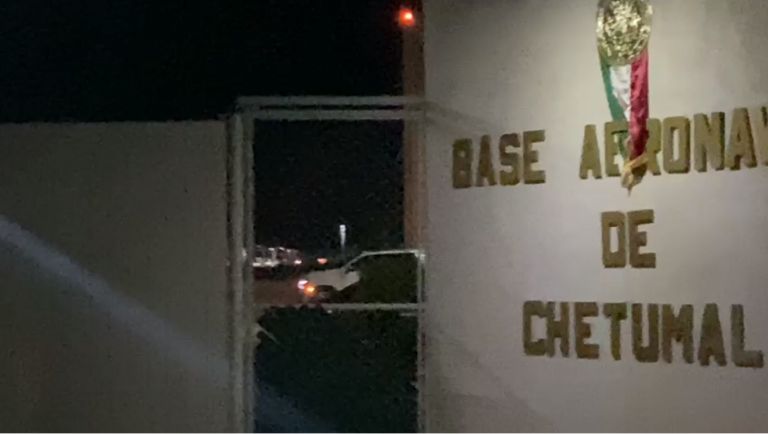 BASE AERONAV
DE
CHETUMAL